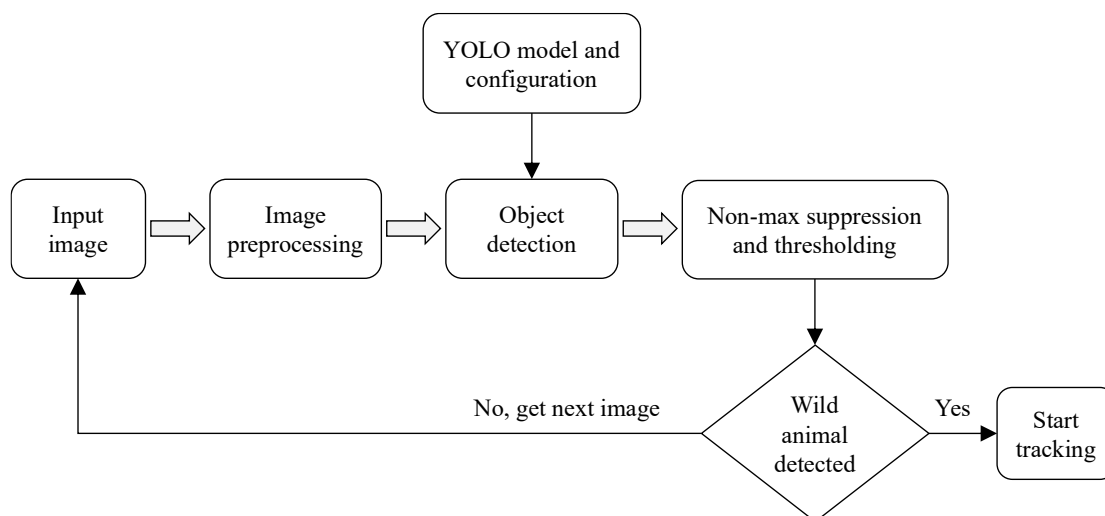 YOLO model and
configuration
Input
image
Image
preprocessing
Object
detection
Non-max suppression
and thresholding
No, get next image
Wild
animal
detected
Yes
Start
tracking